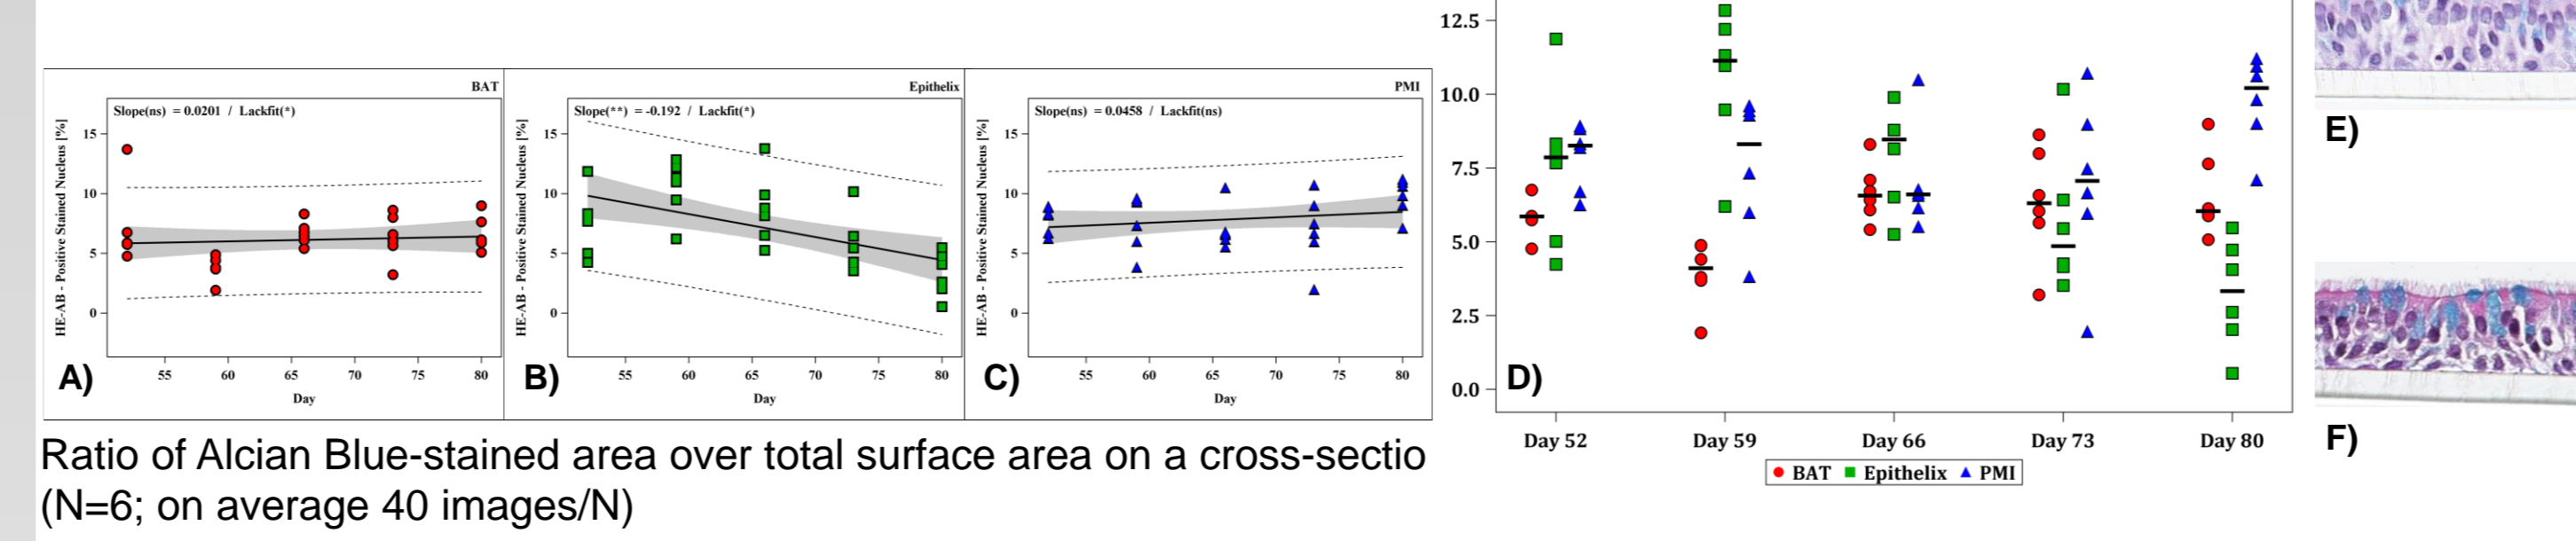 BAT
Slope(ns) = 0.0201 / Lackfit(*)
HE-AB - Positive Stained Nucleus [%]
15
10
5
0
55 60 65 70 75 80
Day
A)
Epithelix
Slope(**) = -0.192 / Lackfit(*)
HE-AB - Positive Stained Nucleus [%]
15
10
5
0
55 60 65 70 75 80
Day
B)
PMI
Slope(ns) = 0.0458 / Lackfit(ns)
HE-AB - Positive Stained Nucleus [%]
15
10
5
0
55 60 65 70 75 80
Day
C)
12.5
10.0
7.5
5.0
2.5
0.0
D)
Day 52 Day 59 Day 66 Day 73 Day 80
BAT Epithelix PMI
E)
F)
Ratio of Alcian Blue-stained area over total surface area on a cross-sectio
(N=6; on average 40 images/N)